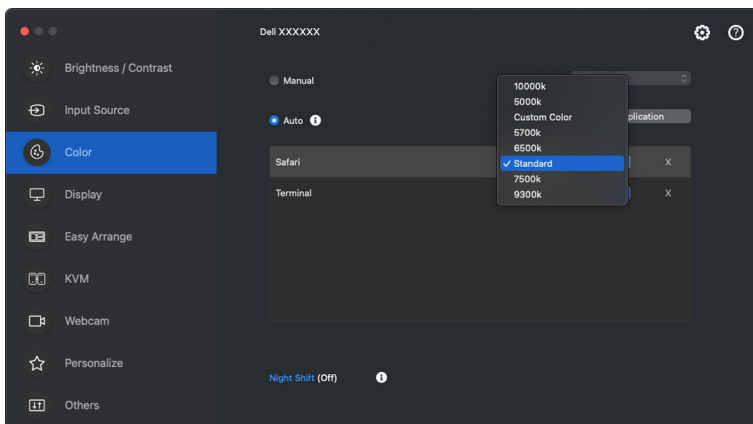 Dell XXXXXX
Brightness / Contrast
Input Source
Color
Display
Easy Arrange
KVM
Webcam
Personalize
Others
Manual
Auto
10000k
5000k
Custom Color
5700k
6500k
Standard
7500k
9300k
plication
Safari
X
Terminal
X
Night Shift (Off)